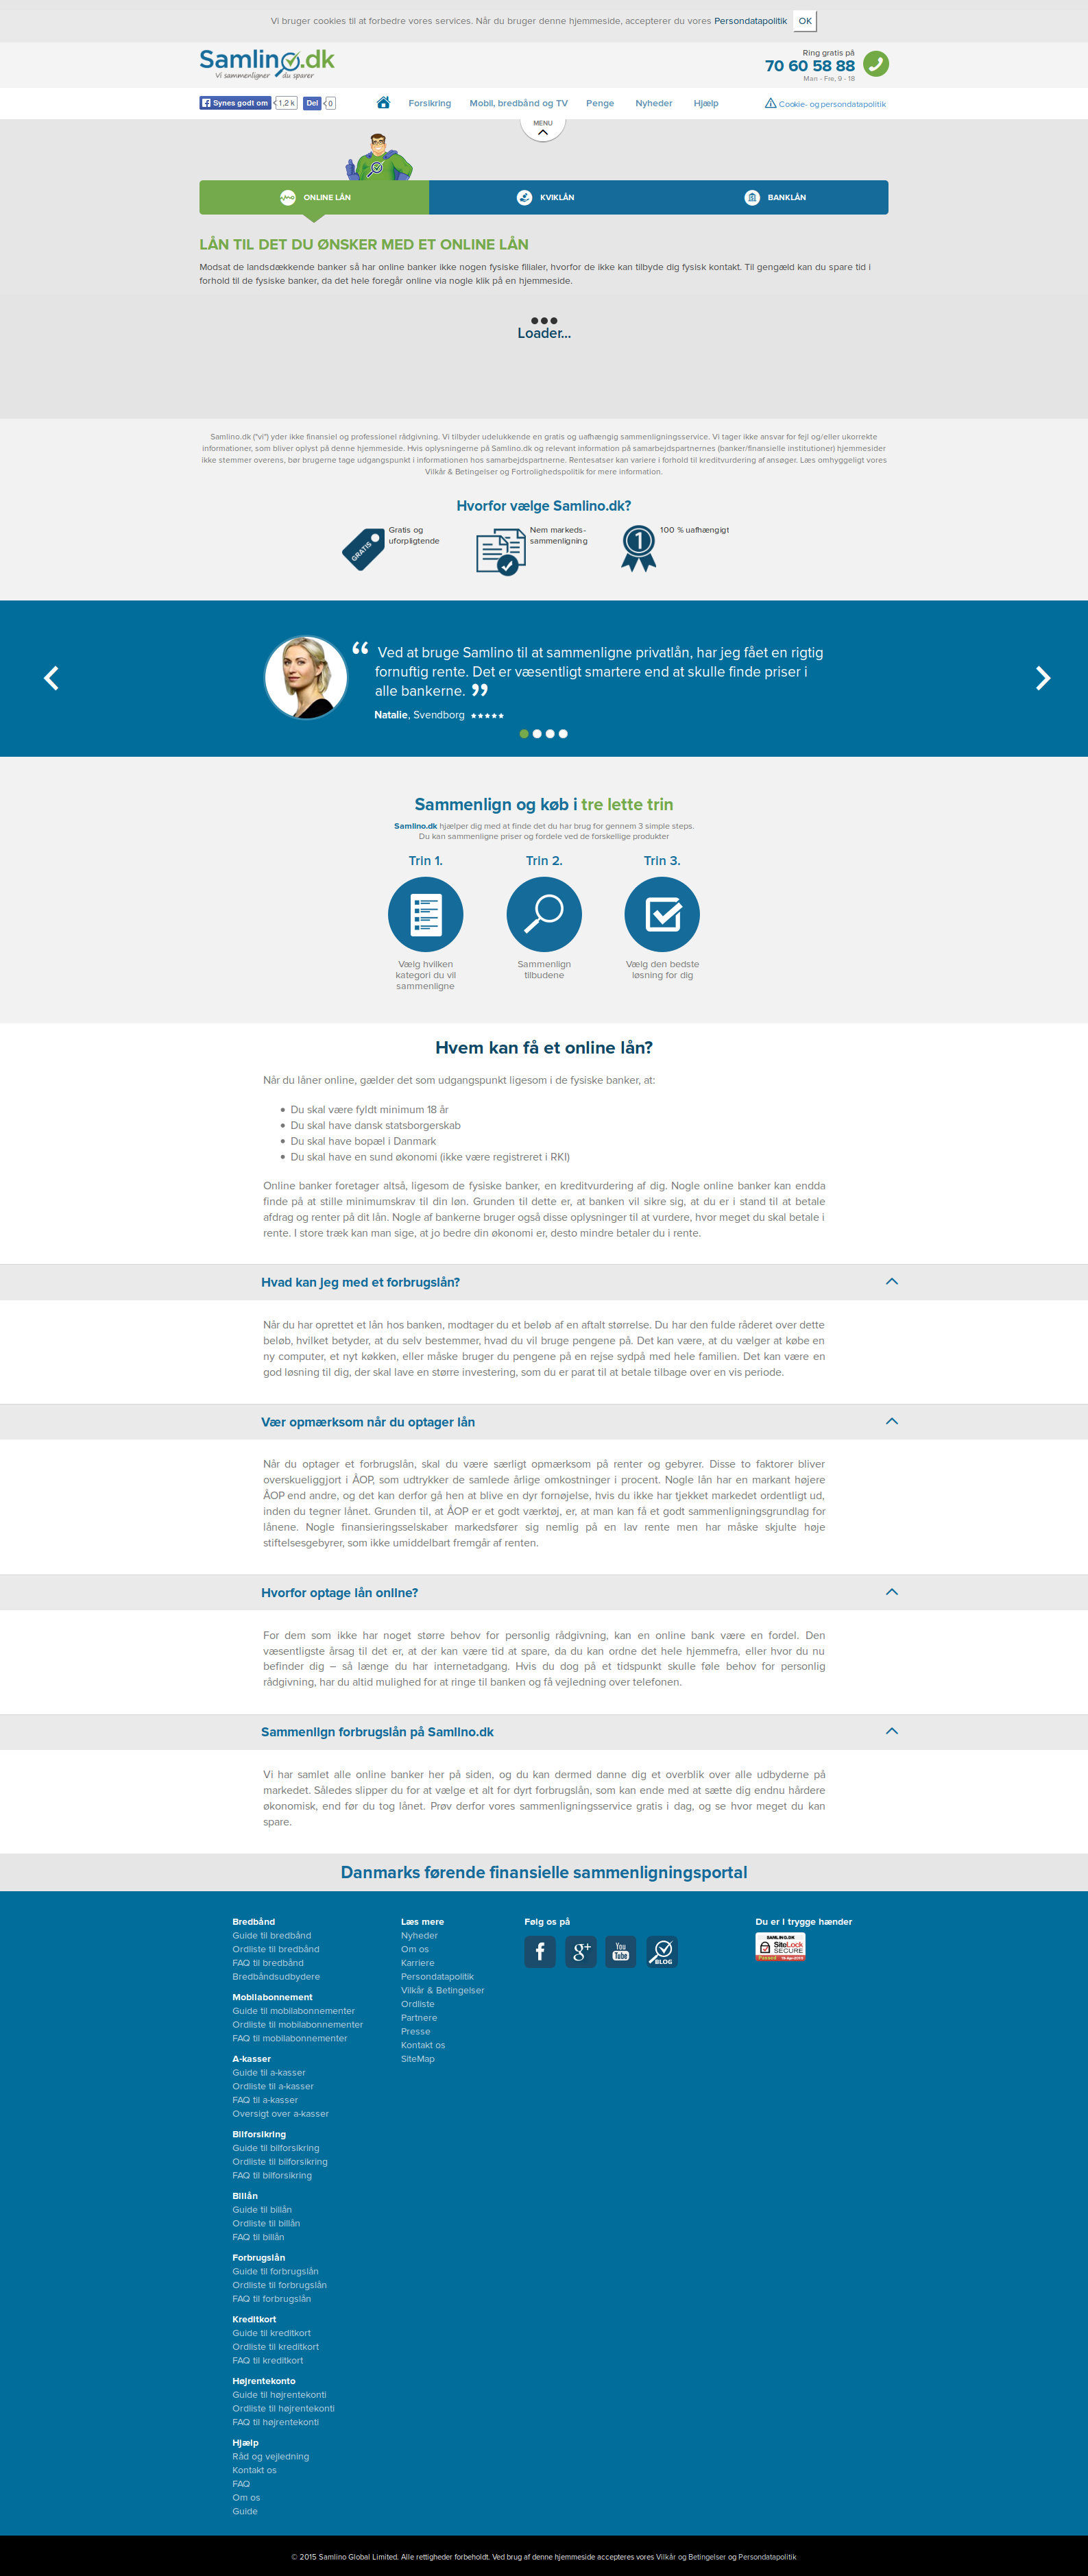 Vi bruger cookies til at forbedre vores services. Når du bruger denne hjemmeside, accepterer du vores Persondatapolitik OK
Samlino.dk
Vi sammenligner du sparer
Ring gratis på
70 60 58 88
Man - Fre, 9 - 18
Synes godt om 1,2 k Del 0
Forsikring Mobil, bredbånd og TV Penge Nyheder Hjælp
Cookie- og persondatapolitik
MENU
ONLINE LÅN KVIKLÅN BANKLÅN
LÅN TIL DET DU ØNSKER MED ET ONLINE LÅN
Modsat de landsdækkende banker så har online banker ikke nogen fysiske filialer, hvorfor de ikke kan tilbyde dig fysisk kontakt. Til gengæld kan du spare tid i
forhold til de fysiske banker, da det hele foregår online via nogle klik på en hjemmeside.
Loader...
Samlino.dk ("vi") yder ikke finansiel og professionel rådgivning. Vi tilbyder udelukkende en gratis og uafhængig sammenligningsservice. Vi tager ikke ansvar for fejl og/eller ukorrekte
informationer, som bliver oplyst på denne hjemmeside. Hvis oplysningerne på Samlino.dk og relevant information på samarbejdspartnernes (banker/finansielle institutioner) hjemmesider
ikke stemmer overens, bør brugerne tage udgangspunkt i informationen hos samarbejdspartnerne. Rentesatser kan variere i forhold til kreditvurdering af ansøger. Læs omhyggeligt vores
Vilkår & Betingelser og Fortrolighedspolitik for mere information.
Hvorfor vælge Samlino.dk?
GRATIS
Gratis og
uforpligtende
Nem markeds-
sammenligning
1
100 % uafhængigt
“ Ved at bruge Samlino til at sammenligne privatlån, har jeg fået en rigtig
fornuftig rente. Det er væsentligt smartere end at skulle finde priser i
alle bankerne. ”
Natalie, Svendborg ★★★★★
Sammenlign og køb i tre lette trin
Samlino.dk hjælper dig med at finde det du har brug for gennem 3 simple steps.
Du kan sammenligne priser og fordele ved de forskellige produkter
Trin 1. Trin 2. Trin 3.
Vælg hvilken
kategori du vil
sammenligne
Sammenlign
tilbudene
Vælg den bedste
løsning for dig
Hvem kan få et online lån?
Når du låner online, gælder det som udgangspunkt ligesom i de fysiske banker, at:
• Du skal være fyldt minimum 18 år
• Du skal have dansk statsborgerskab
• Du skal have bopæl i Danmark
• Du skal have en sund økonomi (ikke være registreret i RKI)
Online banker foretager altså, ligesom de fysiske banker, en kreditvurdering af dig. Nogle online banker kan endda
finde på at stille minimumskrav til din løn. Grunden til dette er, at banken vil sikre sig, at du er i stand til at betale
afdrag og renter på dit lån. Nogle af bankerne bruger også disse oplysninger til at vurdere, hvor meget du skal betale i
rente. I store træk kan man sige, at jo bedre din økonomi er, desto mindre betaler du i rente.
Hvad kan jeg med et forbrugslån?
Når du har oprettet et lån hos banken, modtager du et beløb af en aftalt størrelse. Du har den fulde råderet over dette
beløb, hvilket betyder, at du selv bestemmer, hvad du vil bruge pengene på. Det kan være, at du vælger at købe en
ny computer, et nyt køkken, eller måske bruger du pengene på en rejse sydpå med hele familien. Det kan være en
god løsning til dig, der skal lave en større investering, som du er parat til at betale tilbage over en vis periode.
Vær opmærksom når du optager lån
Når du optager et forbrugslån, skal du være særligt opmærksom på renter og gebyrer. Disse to faktorer bliver
overskueliggjort i ÅOP, som udtrykker de samlede årlige omkostninger i procent. Nogle lån har en markant højere
ÅOP end andre, og det kan derfor gå hen at blive en dyr fornøjelse, hvis du ikke har tjekket markedet ordentligt ud,
inden du tegner lånet. Grunden til, at ÅOP er et godt værktøj, er, at man kan få et godt sammenligningsgrundlag for
lånene. Nogle finansieringsselskaber markedsfører sig nemlig på en lav rente men har måske skjulte høje
stiftelsesgebyrer, som ikke umiddelbart fremgår af renten.
Hvorfor optage lån online?
For dem som ikke har noget større behov for personlig rådgivning, kan en online bank være en fordel. Den
væsentligste årsag til det er, at der kan være tid at spare, da du kan ordne det hele hjemmefra, eller hvor du nu
befinder dig – så længe du har internetadgang. Hvis du dog på et tidspunkt skulle føle behov for personlig
rådgivning, har du altid mulighed for at ringe til banken og få vejledning over telefonen.
Sammenlign forbrugslån på Samlino.dk
Vi har samlet alle online banker her på siden, og du kan dermed danne dig et overblik over alle udbyderne på
markedet. Således slipper du for at vælge et alt for dyrt forbrugslån, som kan ende med at sætte dig endnu hårdere
økonomisk, end før du tog lånet. Prøv derfor vores sammenligningsservice gratis i dag, og se hvor meget du kan
spare.
Danmarks førende finansielle sammenligningsportal
Bredbånd
Guide til bredbånd
Ordliste til bredbånd
FAQ til bredbånd
Bredbåndsudbydere
Mobilabonnement
Guide til mobilabonnementer
Ordliste til mobilabonnementer
FAQ til mobilabonnementer
A-kasser
Guide til a-kasser
Ordliste til a-kasser
FAQ til a-kasser
Oversigt over a-kasser
Bilforsikring
Guide til bilforsikring
Ordliste til bilforsikring
FAQ til bilforsikring
Billån
Guide til billån
Ordliste til billån
FAQ til billån
Forbrugslån
Guide til forbrugslån
Ordliste til forbrugslån
FAQ til forbrugslån
Kreditkort
Guide til kreditkort
Ordliste til kreditkort
FAQ til kreditkort
Højrentekonto
Guide til højrentekonti
Ordliste til højrentekonti
FAQ til højrentekonti
Hjælp
Råd og vejledning
Kontakt os
FAQ
Om os
Guide
Læs mere
Nyheder
Om os
Karriere
Persondatapolitik
Vilkår & Betingelser
Ordliste
Partnere
Presse
Kontakt os
SiteMap
Følg os på
f g+ You Tube BLOG
Du er i trygge hænder
SAMLINO.DK
SiteLock
SECURE
Passed
© 2015 Samlino Global Limited. Alle rettigheder forbeholdt. Ved brug af denne hjemmeside accepteres vores Vilkår og Betingelser og Persondatapolitik